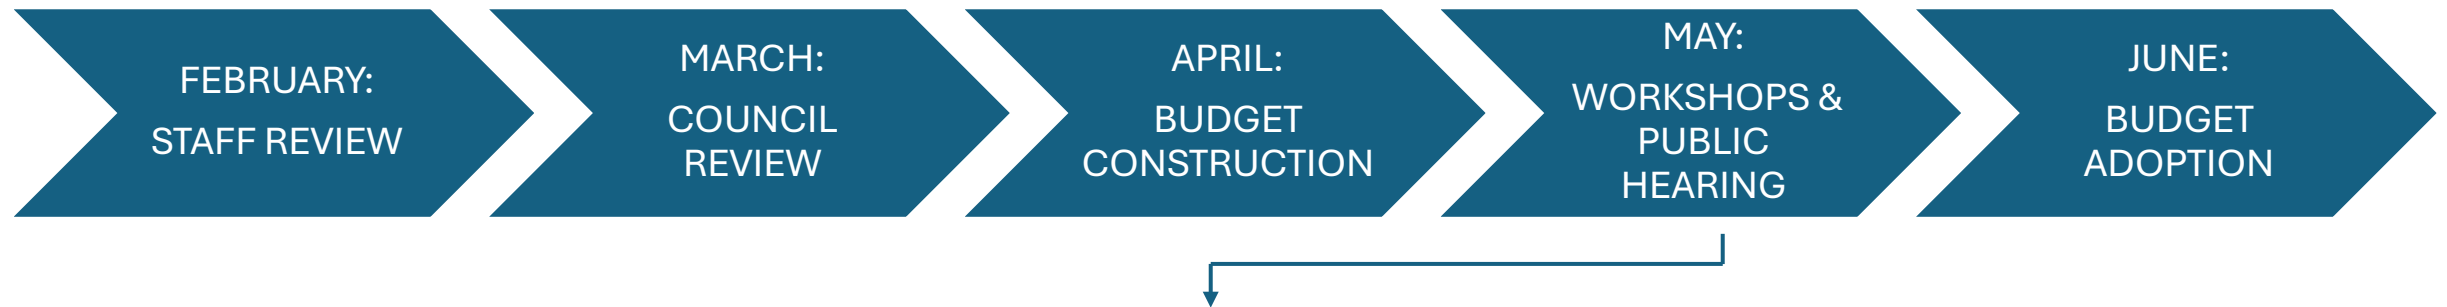 FEBRUARY:
STAFF REVIEW
MARCH:
COUNCIL
REVIEW
APRIL:
BUDGET
CONSTRUCTION
MAY:
WORKSHOPS &
PUBLIC
HEARING
JUNE:
BUDGET
ADOPTION